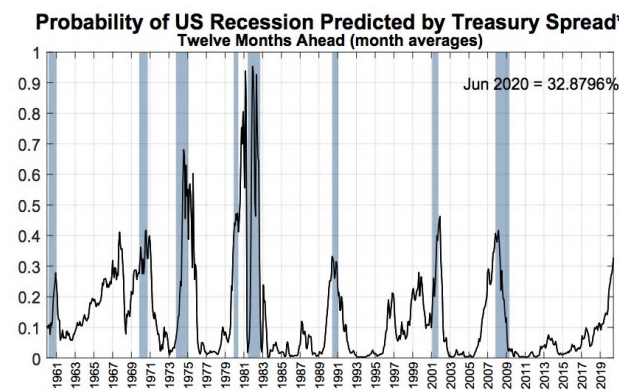 Probability of US Recession Predicted by Treasury Spread*
Twelve Months Ahead (month averages)
Jun 2020 = 32.8796%
1
0.9
0.8
0.7
0.6
0.5
0.4
0.3
0.2
0.1
0
1961 1963 1965 1967 1969 1971 1973 1975 1977 1979 1981 1983 1985 1987 1989 1991 1993 1995 1997 1999 2001 2003 2005 2007 2009 2011 2013 2015 2017 2019